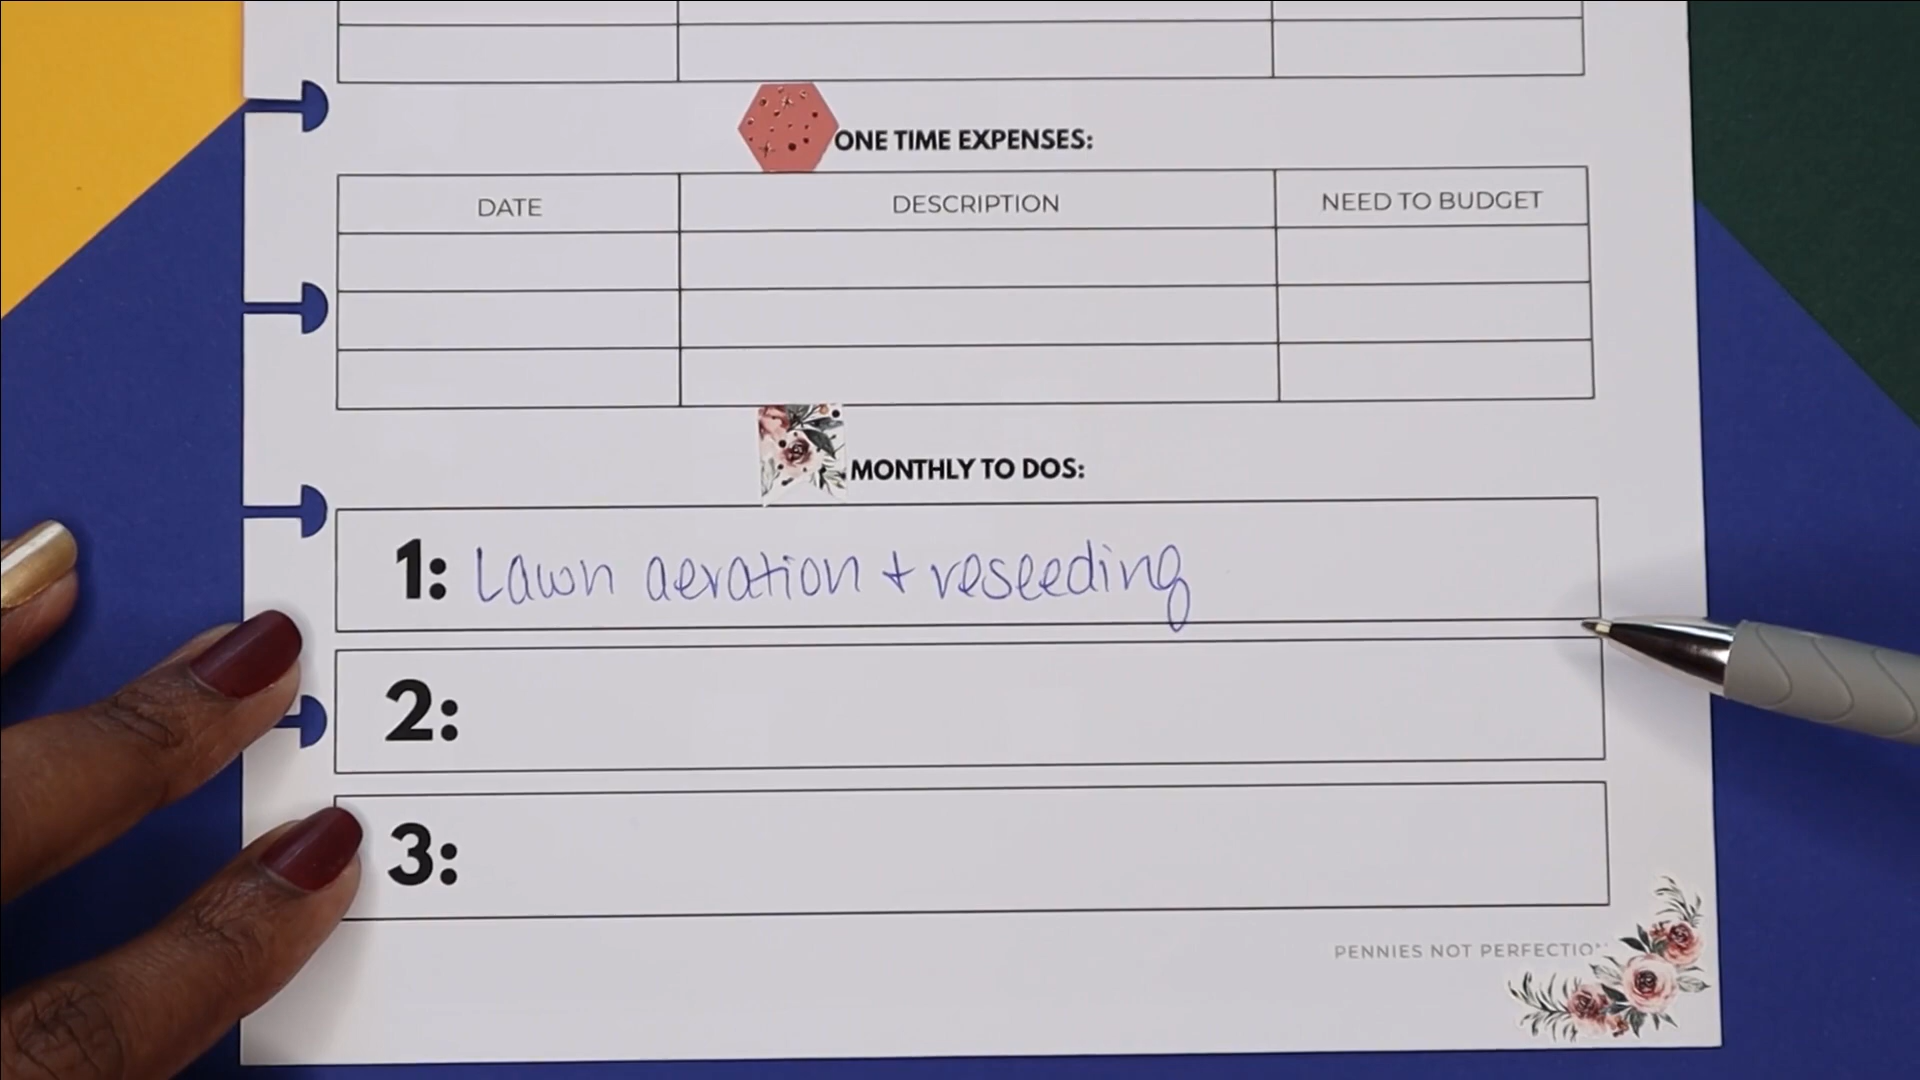 ONE TIME EXPENSES:
DATE DESCRIPTION NEED TO BUDGET
MONTHLY TO DOS:
1: Lawn aeration + reseeding
2:
3:
PENNIES NOT PERFECTION